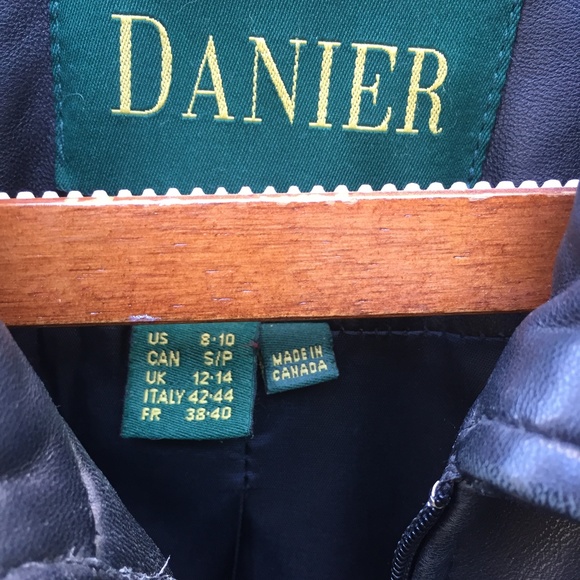 DANIER
US 8·10
CAN S/P
UK 12·14
ITALY 42·44
FR 38·40
MADE IN
CANADA